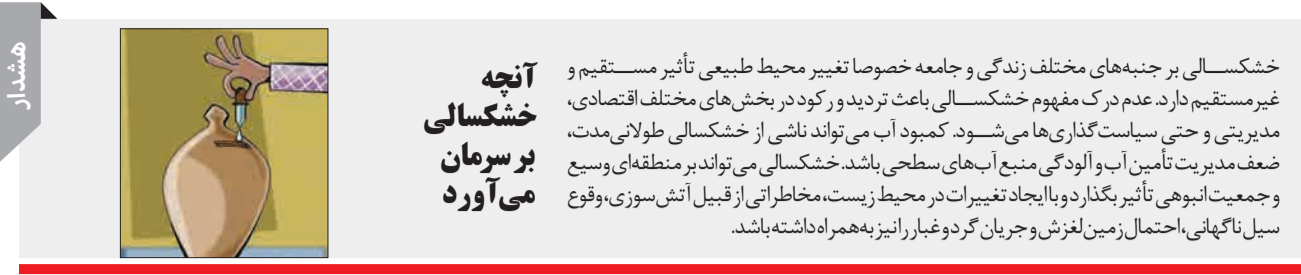 هشدار
آنچه
خشکسالی
بر سرمان
می‌آورد
خشکسالی بر جنبه‌های مختلف زندگی و جامعه خصوصا تغییر محیط طبیعی تأثیر مستقیم و
غیرمستقیم دارد. عدم درک مفهوم خشکسالی باعث تردید و رکود در بخش‌های مختلف اقتصادی،
مدیریتی و حتی سیاست‌گذاری‌ها می‌شود. کمبود آب می‌تواند ناشی از خشکسالی طولانی‌مدت،
ضعف مدیریت تأمین آب و آلودگی منبع آب‌های سطحی باشد. خشکسالی می‌تواند بر منطقه‌ای وسیع
و جمعیت انبوهی تأثیر بگذارد و با ایجاد تغییرات در محیط زیست، مخاطراتی از قبیل آتش‌سوزی، وقوع
سیل ناگهانی، احتمال زمین لغزش و جریان گرد و غبار را نیز به همراه داشته باشد.